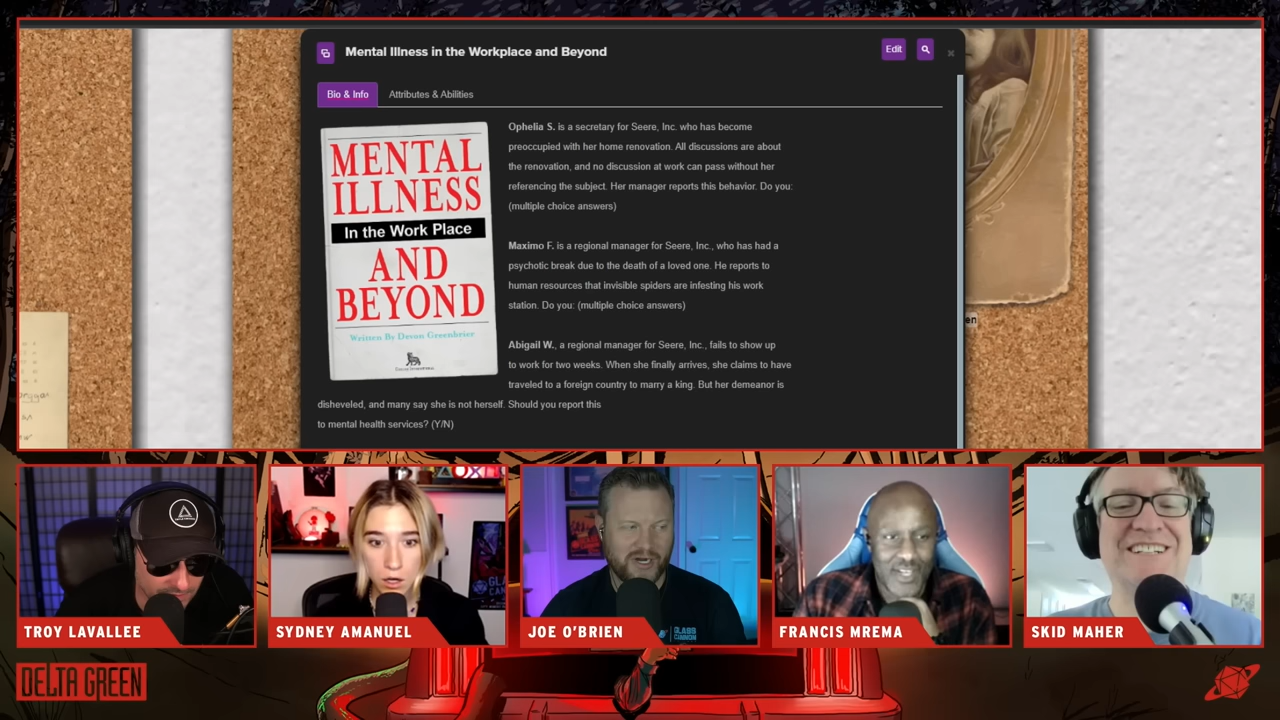 Mental Illness in the Workplace and Beyond
Edit
Bio & Info
Attributes & Abilities
MENTAL
ILLNESS
In the Work Place
AND
BEYOND
Written By Devon Greenbrier
Ophelia S. is a secretary for Seere, Inc. who has become
preoccupied with her home renovation. All discussions are about
the renovation, and no discussion at work can pass without her
referencing the subject. Her manager reports this behavior. Do you:
(multiple choice answers)
Maximo F. is a regional manager for Seere, Inc., who has had a
psychotic break due to the death of a loved one. He reports to
human resources that invisible spiders are infesting his work
station. Do you: (multiple choice answers)
Abigail W., a regional manager for Seere, Inc., fails to show up
to work for two weeks. When she finally arrives, she claims to have
traveled to a foreign country to marry a king. But her demeanor is
disheveled, and many say she is not herself. Should you report this
to mental health services? (Y/N)
en
GLASS
CANNON
TROY LAVALLEE
SYDNEY AMANUEL
JOE O'BRIEN
FRANCIS MREMA
SKID MAHER
DELTA GREEN